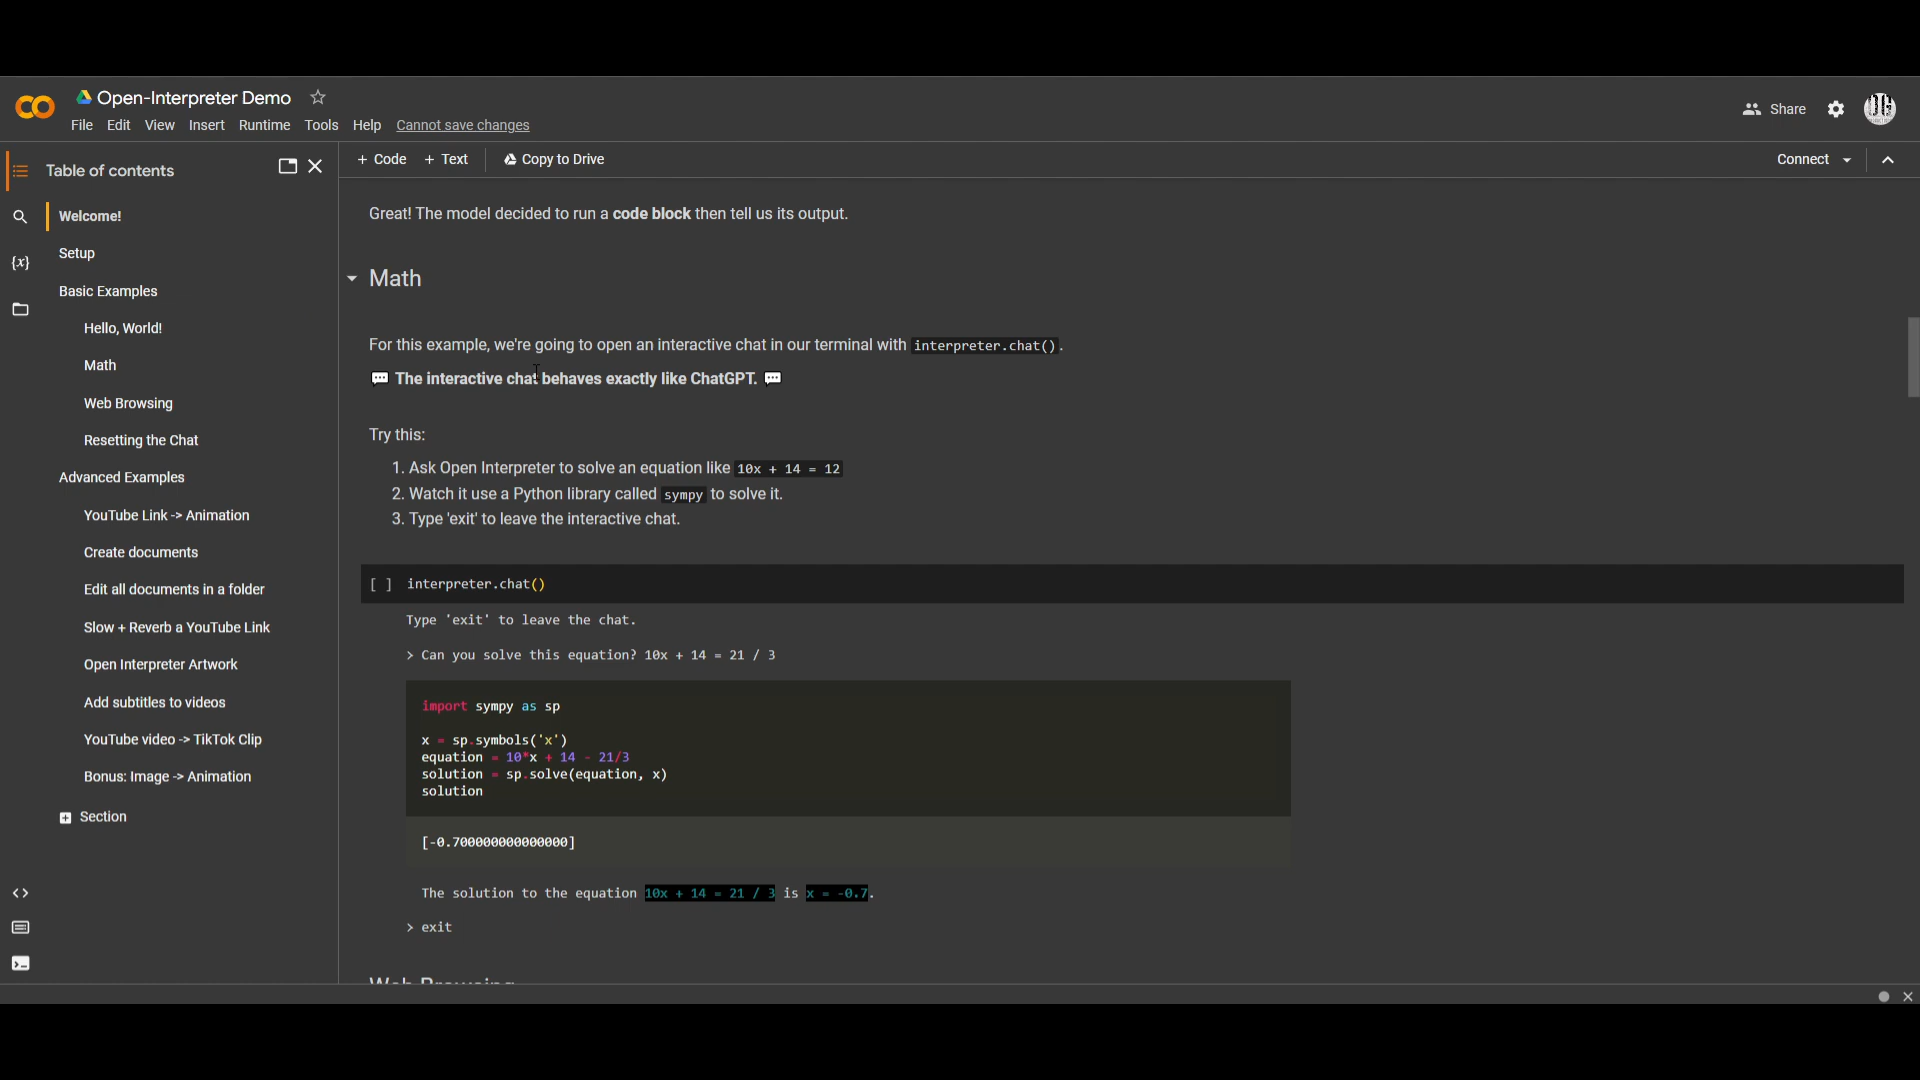 Open-Interpreter Demo
File Edit View Insert Runtime Tools Help Cannot save changes
Share
Table of contents
Welcome!
Setup
Basic Examples
Hello, World!
Math
Web Browsing
Resetting the Chat
Advanced Examples
YouTube Link -> Animation
Create documents
Edit all documents in a folder
Slow + Reverb a YouTube Link
Open Interpreter Artwork
Add subtitles to videos
YouTube video -> TikTok Clip
Bonus: Image -> Animation
Section
+ Code + Text Copy to Drive
Connect
Great! The model decided to run a code block then tell us its output.
Math
For this example, we're going to open an interactive chat in our terminal with interpreter.chat().
💬 The interactive chat behaves exactly like ChatGPT. 💬
Try this:
1. Ask Open Interpreter to solve an equation like 10x + 14 = 12
2. Watch it use a Python library called sympy to solve it.
3. Type 'exit' to leave the interactive chat.
[ ] interpreter.chat()
Type 'exit' to leave the chat.
> Can you solve this equation? 10x + 14 = 21 / 3
import sympy as sp
x = sp.symbols('x')
equation = 10*x + 14 - 21/3
solution = sp.solve(equation, x)
solution
[-0.700000000000000]
The solution to the equation 10x + 14 = 21 / 3 is x = -0.7.
> exit
Web Browsing